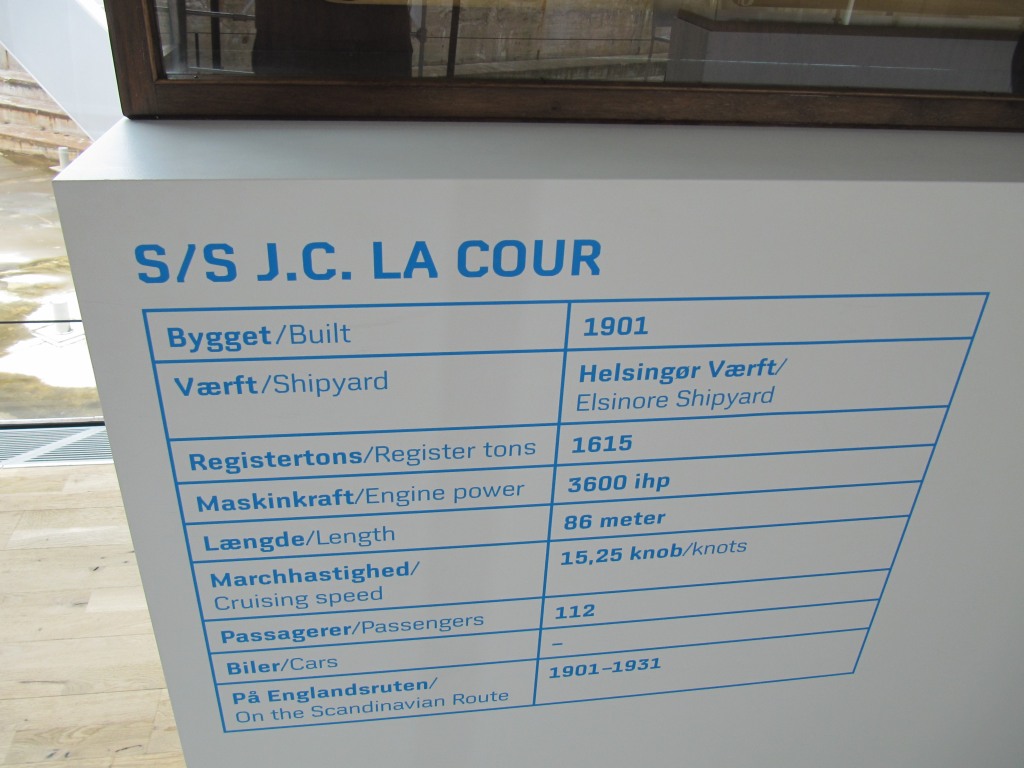 S/S J.C. LA COUR
Bygget/Built 1901
Værft/Shipyard Helsingør Værft/
Elsinore Shipyard
Registertons/Register tons 1615
Maskinkraft/Engine power 3600 ihp
Længde/Length 86 meter
Marchhastighed/ 15,25 knob/knots
Cruising speed
Passagerer/Passengers 112
Biler/Cars –
På Englandsruten/ 1901–1931
On the Scandinavian Route